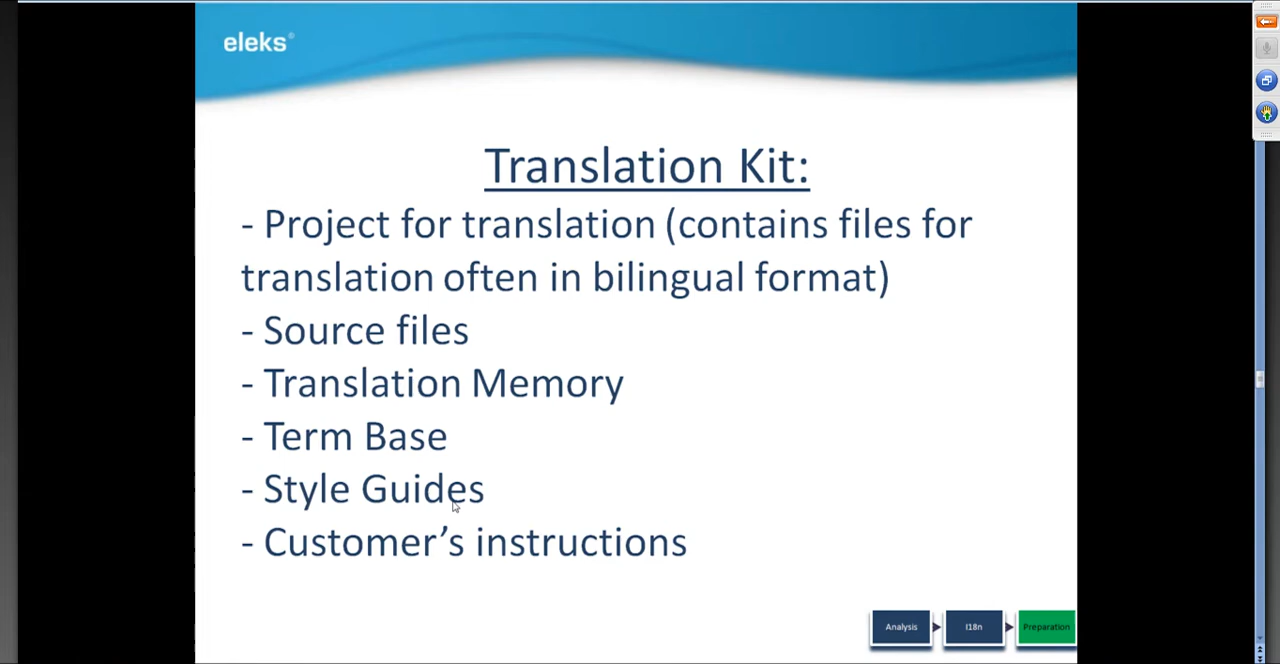 eleks®
Translation Kit:
- Project for translation (contains files for
translation often in bilingual format)
- Source files
- Translation Memory
- Term Base
- Style Guides
- Customer’s instructions
Analysis
I18n
Preparation